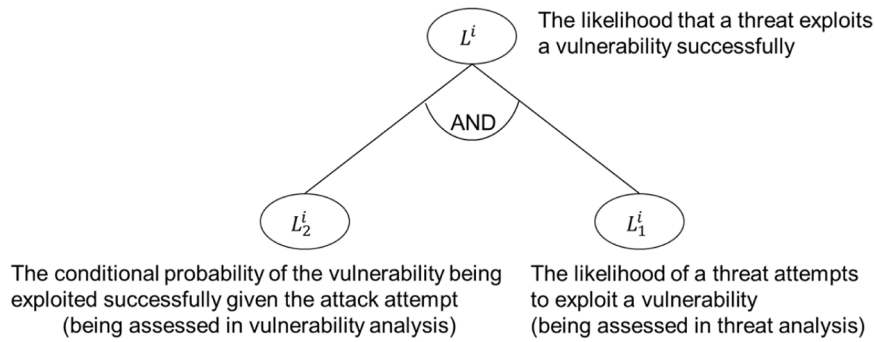 The likelihood that a threat exploits
a vulnerability successfully
L^i
AND
L_2^i
L_1^i
The conditional probability of the vulnerability being
exploited successfully given the attack attempt
(being assessed in vulnerability analysis)
The likelihood of a threat attempts
to exploit a vulnerability
(being assessed in threat analysis)